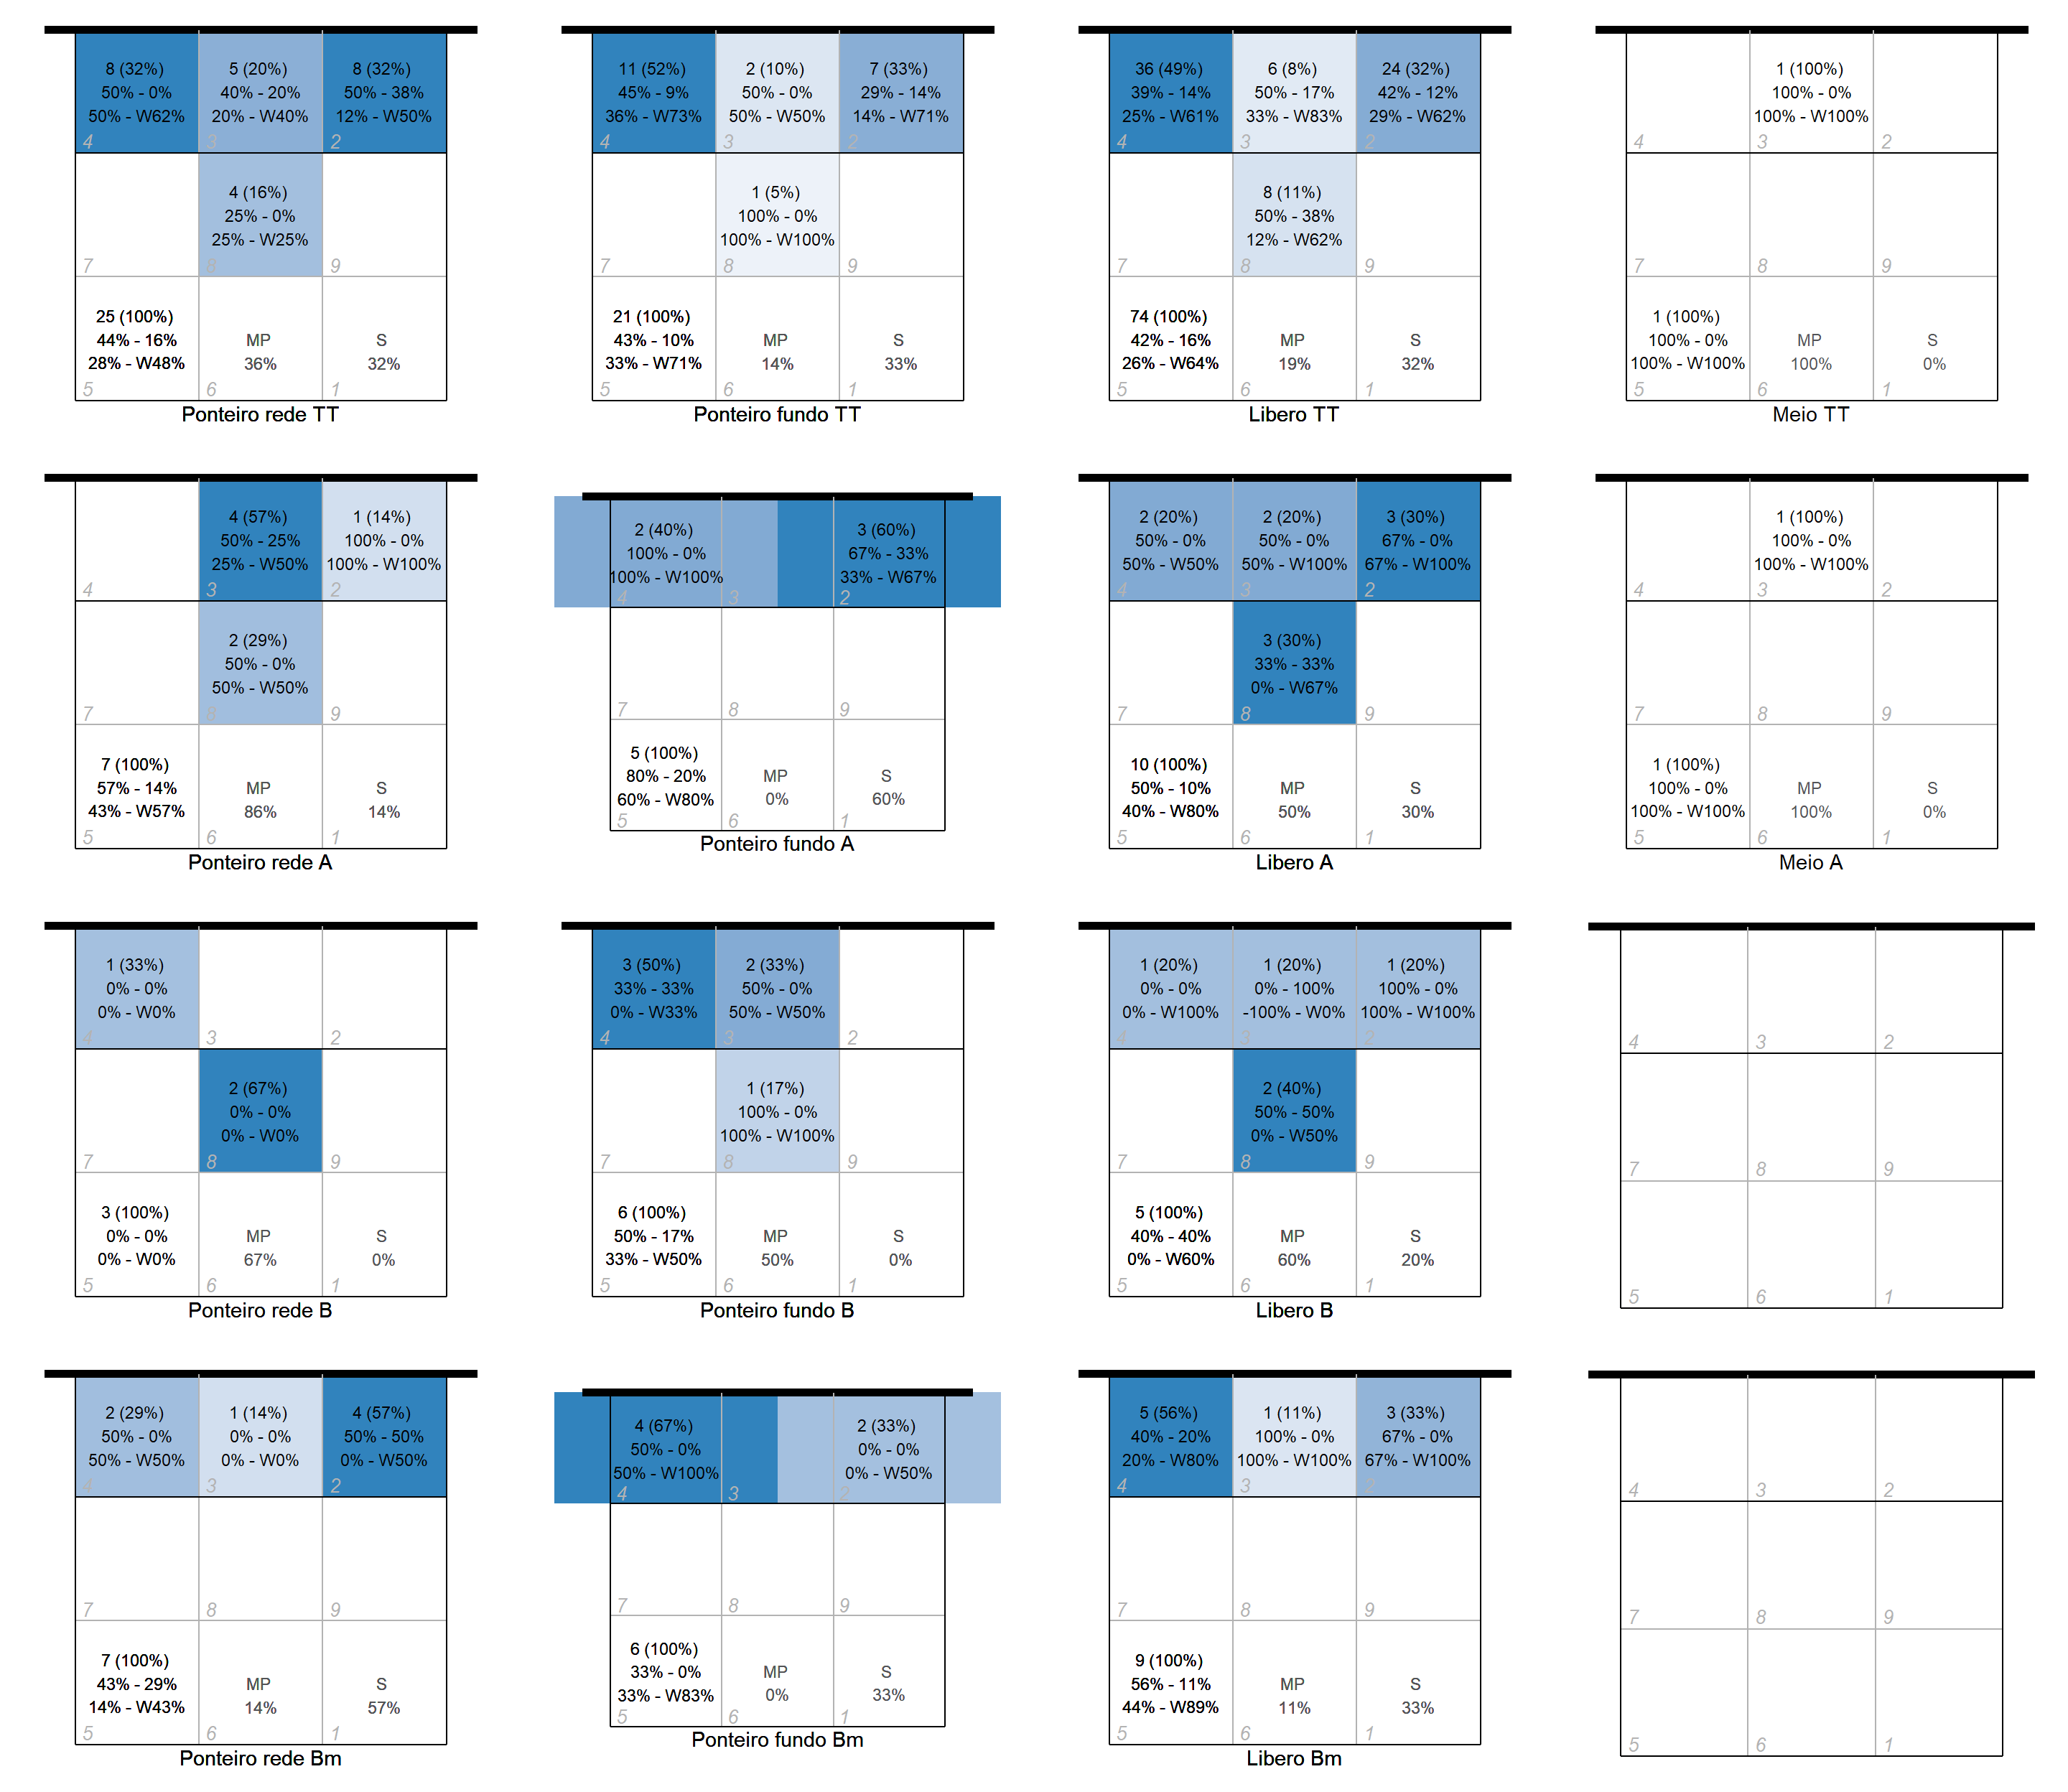 8 (32%)
50% - 0%
50% - W62%
4
5 (20%)
40% - 20%
20% - W40%
3
8 (32%)
50% - 38%
12% - W50%
2
7
4 (16%)
25% - 0%
25% - W25%
8
9
25 (100%)
44% - 16%
28% - W48%
5
MP
36%
6
S
32%
1
Ponteiro rede TT
11 (52%)
45% - 9%
36% - W73%
4
2 (10%)
50% - 0%
50% - W50%
3
7 (33%)
29% - 14%
14% - W71%
2
7
1 (5%)
100% - 0%
100% - W100%
8
9
21 (100%)
43% - 10%
33% - W71%
5
MP
14%
6
S
33%
1
Ponteiro fundo TT
36 (49%)
39% - 14%
25% - W61%
4
6 (8%)
50% - 17%
33% - W83%
3
24 (32%)
42% - 12%
29% - W62%
2
7
8 (11%)
50% - 38%
12% - W62%
8
9
74 (100%)
42% - 16%
26% - W64%
5
MP
19%
6
S
32%
1
Libero TT
4
1 (100%)
100% - 0%
100% - W100%
3
2
7
8
9
1 (100%)
100% - 0%
100% - W100%
5
MP
100%
6
S
0%
1
Meio TT
4
4 (57%)
50% - 25%
25% - W50%
3
1 (14%)
100% - 0%
100% - W100%
2
7
2 (29%)
50% - 0%
50% - W50%
8
9
7 (100%)
57% - 14%
43% - W57%
5
MP
86%
6
S
14%
1
Ponteiro rede A
2 (40%)
100% - 0%
100% - W100%
4
3
3 (60%)
67% - 33%
33% - W67%
2
7
8
9
5 (100%)
80% - 20%
60% - W80%
5
MP
0%
6
S
60%
1
Ponteiro fundo A
2 (20%)
50% - 0%
50% - W50%
4
2 (20%)
50% - 0%
50% - W100%
3
3 (30%)
67% - 0%
67% - W100%
2
7
3 (30%)
33% - 33%
0% - W67%
8
9
10 (100%)
50% - 10%
40% - W80%
5
MP
50%
6
S
30%
1
Libero A
4
1 (100%)
100% - 0%
100% - W100%
3
2
7
8
9
1 (100%)
100% - 0%
100% - W100%
5
MP
100%
6
S
0%
1
Meio A
1 (33%)
0% - 0%
0% - W0%
4
3
2
7
2 (67%)
0% - 0%
0% - W0%
8
9
3 (100%)
0% - 0%
0% - W0%
5
MP
67%
6
S
0%
1
Ponteiro rede B
3 (50%)
33% - 33%
0% - W33%
4
2 (33%)
50% - 0%
50% - W50%
3
2
7
1 (17%)
100% - 0%
100% - W100%
8
9
6 (100%)
50% - 17%
33% - W50%
5
MP
50%
6
S
0%
1
Ponteiro fundo B
1 (20%)
0% - 0%
0% - W100%
4
1 (20%)
0% - 100%
-100% - W0%
3
1 (20%)
100% - 0%
100% - W100%
2
7
2 (40%)
50% - 50%
0% - W50%
8
9
5 (100%)
40% - 40%
0% - W60%
5
MP
60%
6
S
20%
1
Libero B
4
3
2
7
8
9
5
6
1
2 (29%)
50% - 0%
50% - W50%
4
1 (14%)
0% - 0%
0% - W0%
3
4 (57%)
50% - 50%
0% - W50%
2
7
8
9
7 (100%)
43% - 29%
14% - W43%
5
MP
14%
6
S
57%
1
Ponteiro rede Bm
4 (67%)
50% - 0%
50% - W100%
4
3
2 (33%)
0% - 0%
0% - W50%
2
7
8
9
6 (100%)
33% - 0%
33% - W83%
5
MP
0%
6
S
33%
1
Ponteiro fundo Bm
5 (56%)
40% - 20%
20% - W80%
4
1 (11%)
100% - 0%
100% - W100%
3
3 (33%)
67% - 0%
67% - W100%
2
7
8
9
9 (100%)
56% - 11%
44% - W89%
5
MP
11%
6
S
33%
1
Libero Bm
4
3
2
7
8
9
5
6
1